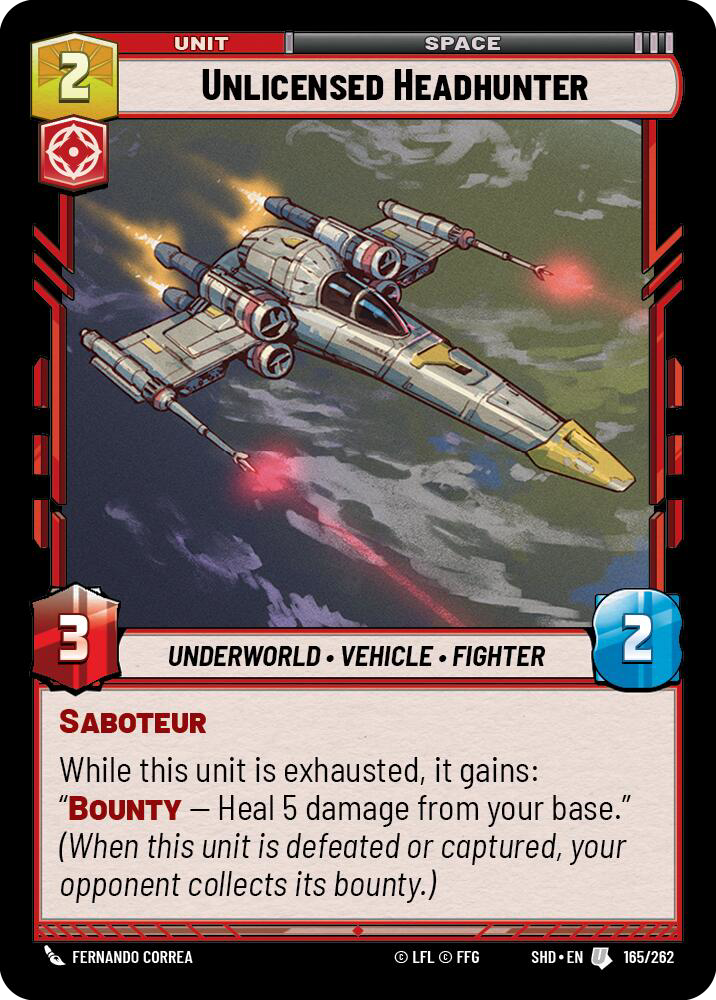 UNIT
SPACE
2
UNLICENSED HEADHUNTER
3
UNDERWORLD • VEHICLE • FIGHTER
2
SABOTEUR
While this unit is exhausted, it gains:
“BOUNTY — Heal 5 damage from your base.”
(When this unit is defeated or captured, your
opponent collects its bounty.)
FERNANDO CORREA
© LFL © FFG
SHD • EN
U
165/262